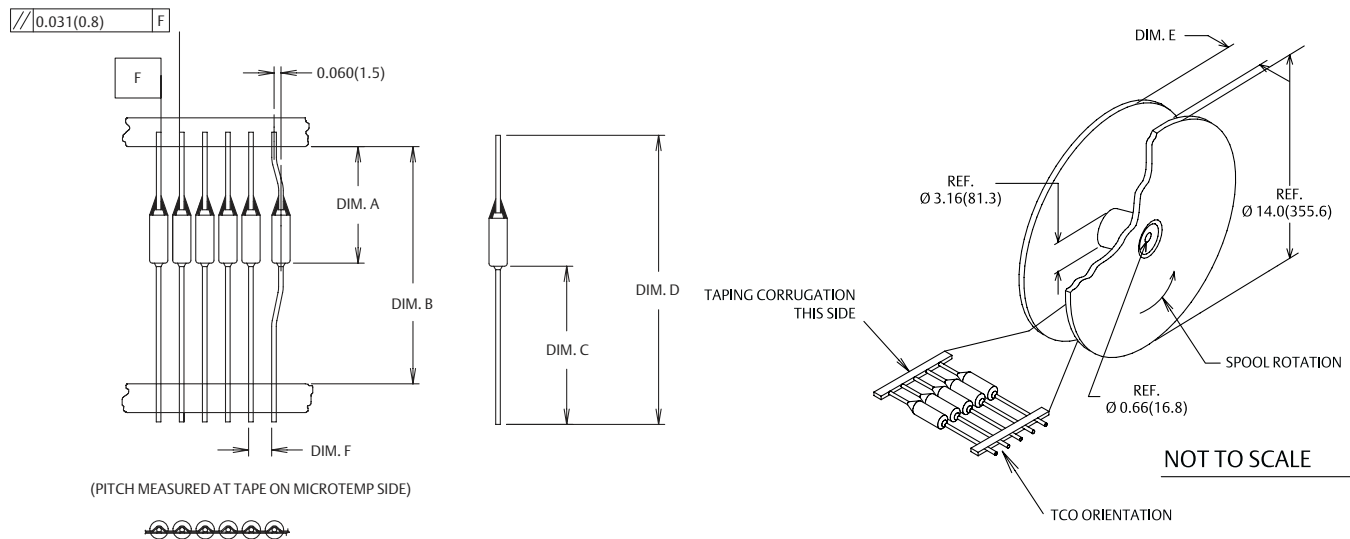 // 0.031(0.8) F
F
0.060(1.5)
DIM. A
DIM. B
DIM. F
(PITCH MEASURED AT TAPE ON MICROTEMP SIDE)
DIM. C
DIM. D
DIM. E
REF.
Ø 3.16(81.3)
REF.
Ø 14.0(355.6)
TAPING CORRUGATION
THIS SIDE
SPOOL ROTATION
REF.
Ø 0.66(16.8)
NOT TO SCALE
TCO ORIENTATION